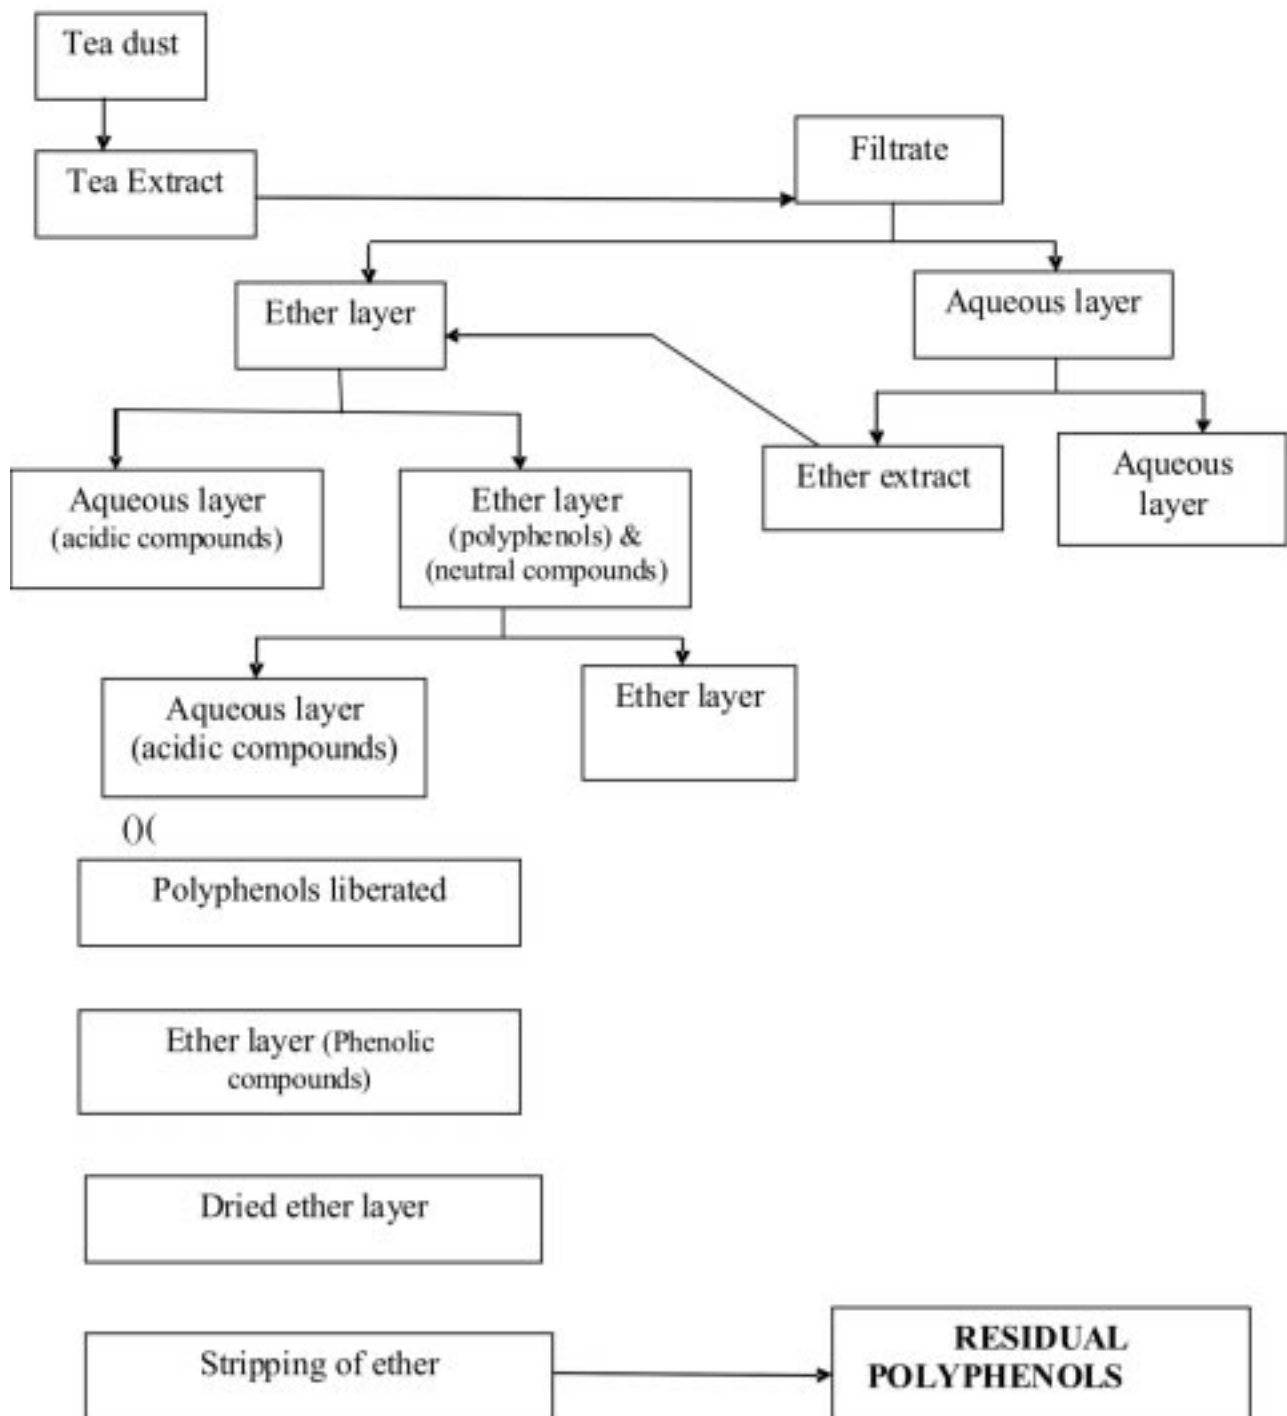 Tea dust
Tea Extract
Filtrate
Ether layer
Aqueous layer
Aqueous layer
(acidic compounds)
Ether layer
(polyphenols) &
(neutral compounds)
Ether extract
Aqueous
layer
Aqueous layer
(acidic compounds)
Ether layer
()(
Polyphenols liberated
Ether layer (Phenolic
compounds)
Dried ether layer
Stripping of ether
RESIDUAL
POLYPHENOLS